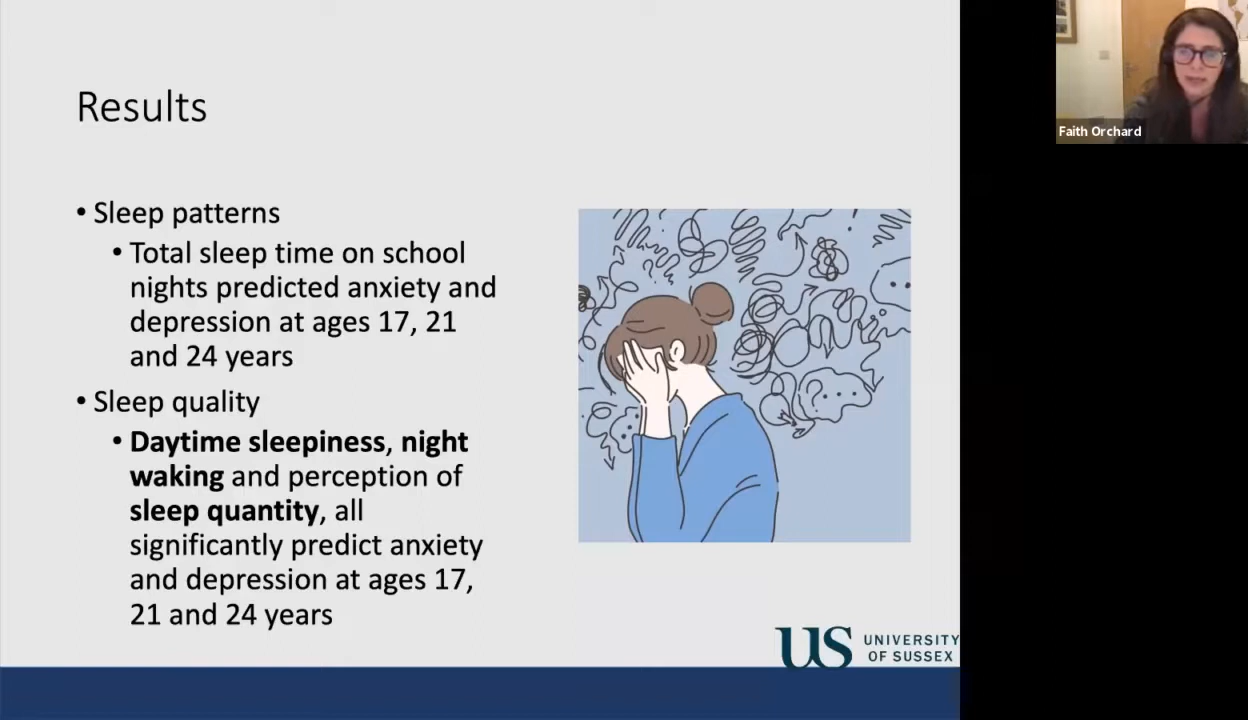 Results
• Sleep patterns
• Total sleep time on school
nights predicted anxiety and
depression at ages 17, 21
and 24 years
• Sleep quality
• Daytime sleepiness, night
waking and perception of
sleep quantity, all
significantly predict anxiety
and depression at ages 17,
21 and 24 years
US UNIVERSITY
OF SUSSEX
Faith Orchard